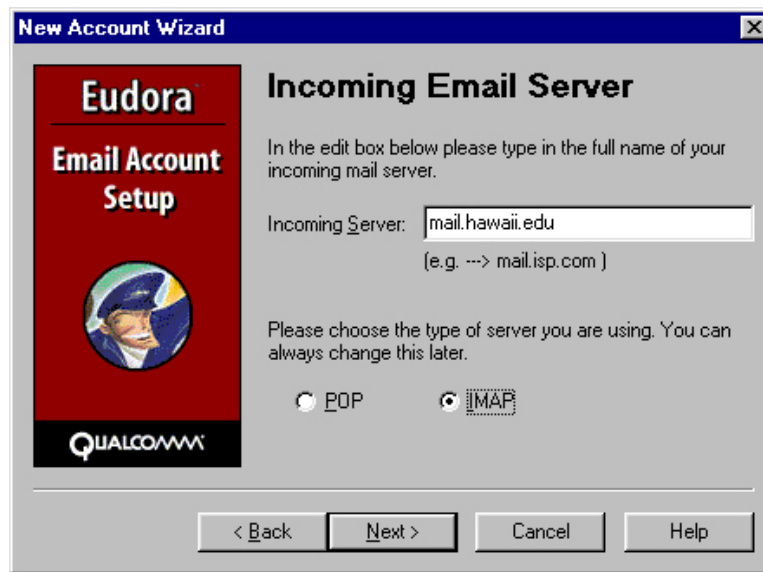 New Account Wizard
Eudora
Email Account
Setup
QUALCOMM
Incoming Email Server
In the edit box below please type in the full name of your
incoming mail server.
Incoming Server: mail.hawaii.edu
(e.g. ---> mail.isp.com )
Please choose the type of server you are using. You can
always change this later.
POP IMAP
< Back Next > Cancel Help